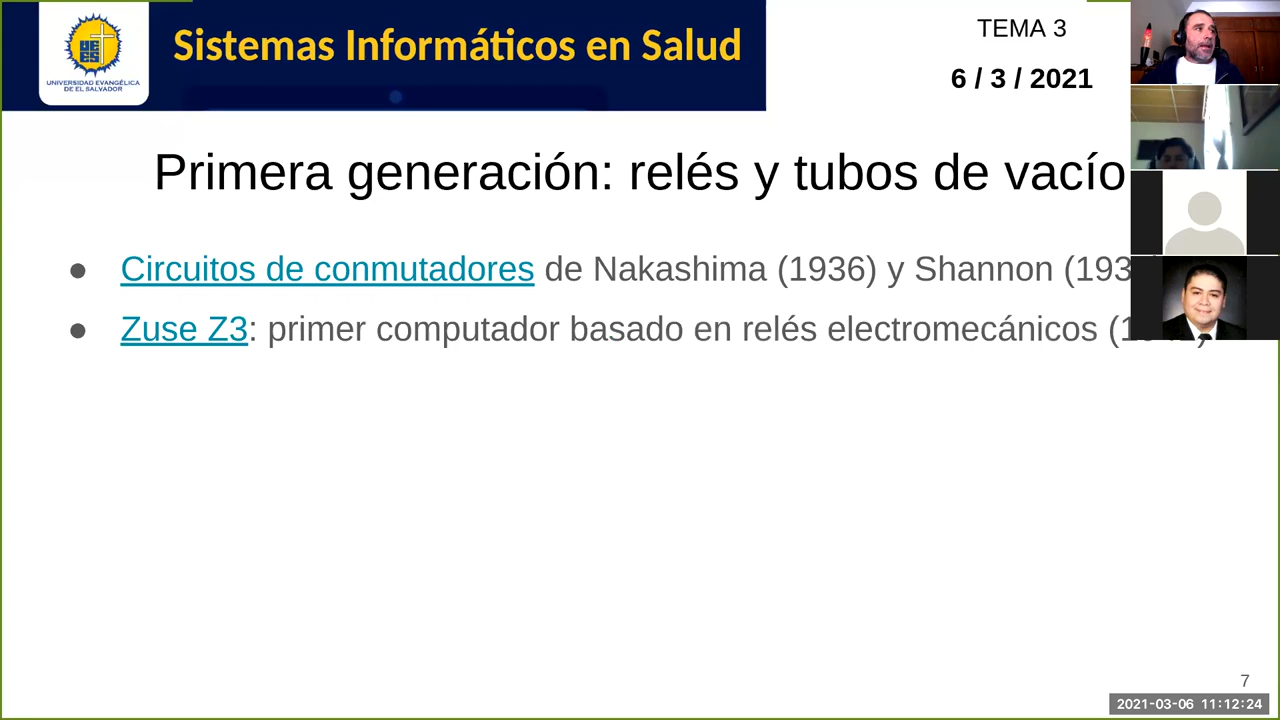 Sistemas Informáticos en Salud
UNIVERSIDAD EVANGÉLICA
DE EL SALVADOR
TEMA 3
6 / 3 / 2021
Primera generación: relés y tubos de vacío
● Circuitos de conmutadores de Nakashima (1936) y Shannon
● Zuse Z3: primer computador basado en relés electromecánicos
7
2021-03-06 11:12:24